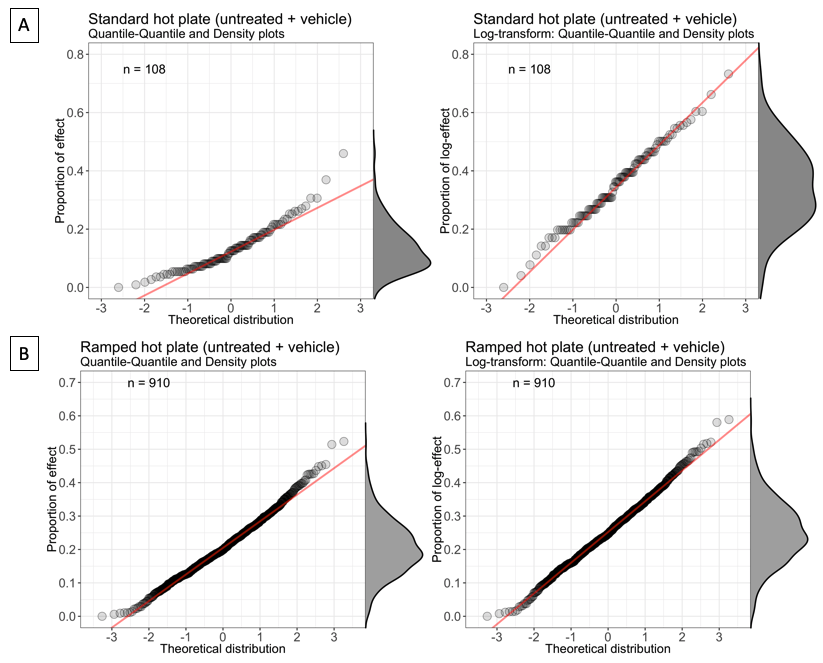 A
Standard hot plate (untreated + vehicle)
Quantile-Quantile and Density plots
n = 108
Proportion of effect
0.8
0.6
0.4
0.2
0.0
-3 -2 -1 0 1 2 3
Theoretical distribution
Standard hot plate (untreated + vehicle)
Log-transform: Quantile-Quantile and Density plots
n = 108
Proportion of log-effect
0.8
0.6
0.4
0.2
0.0
-3 -2 -1 0 1 2 3
Theoretical distribution
B
Ramped hot plate (untreated + vehicle)
Quantile-Quantile and Density plots
n = 910
Proportion of effect
0.7
0.6
0.5
0.4
0.3
0.2
0.1
0.0
-3 -2 -1 0 1 2 3
Theoretical distribution
Ramped hot plate (untreated + vehicle)
Log-transform: Quantile-Quantile and Density plots
n = 910
Proportion of log-effect
0.7
0.6
0.5
0.4
0.3
0.2
0.1
0.0
-3 -2 -1 0 1 2 3
Theoretical distribution